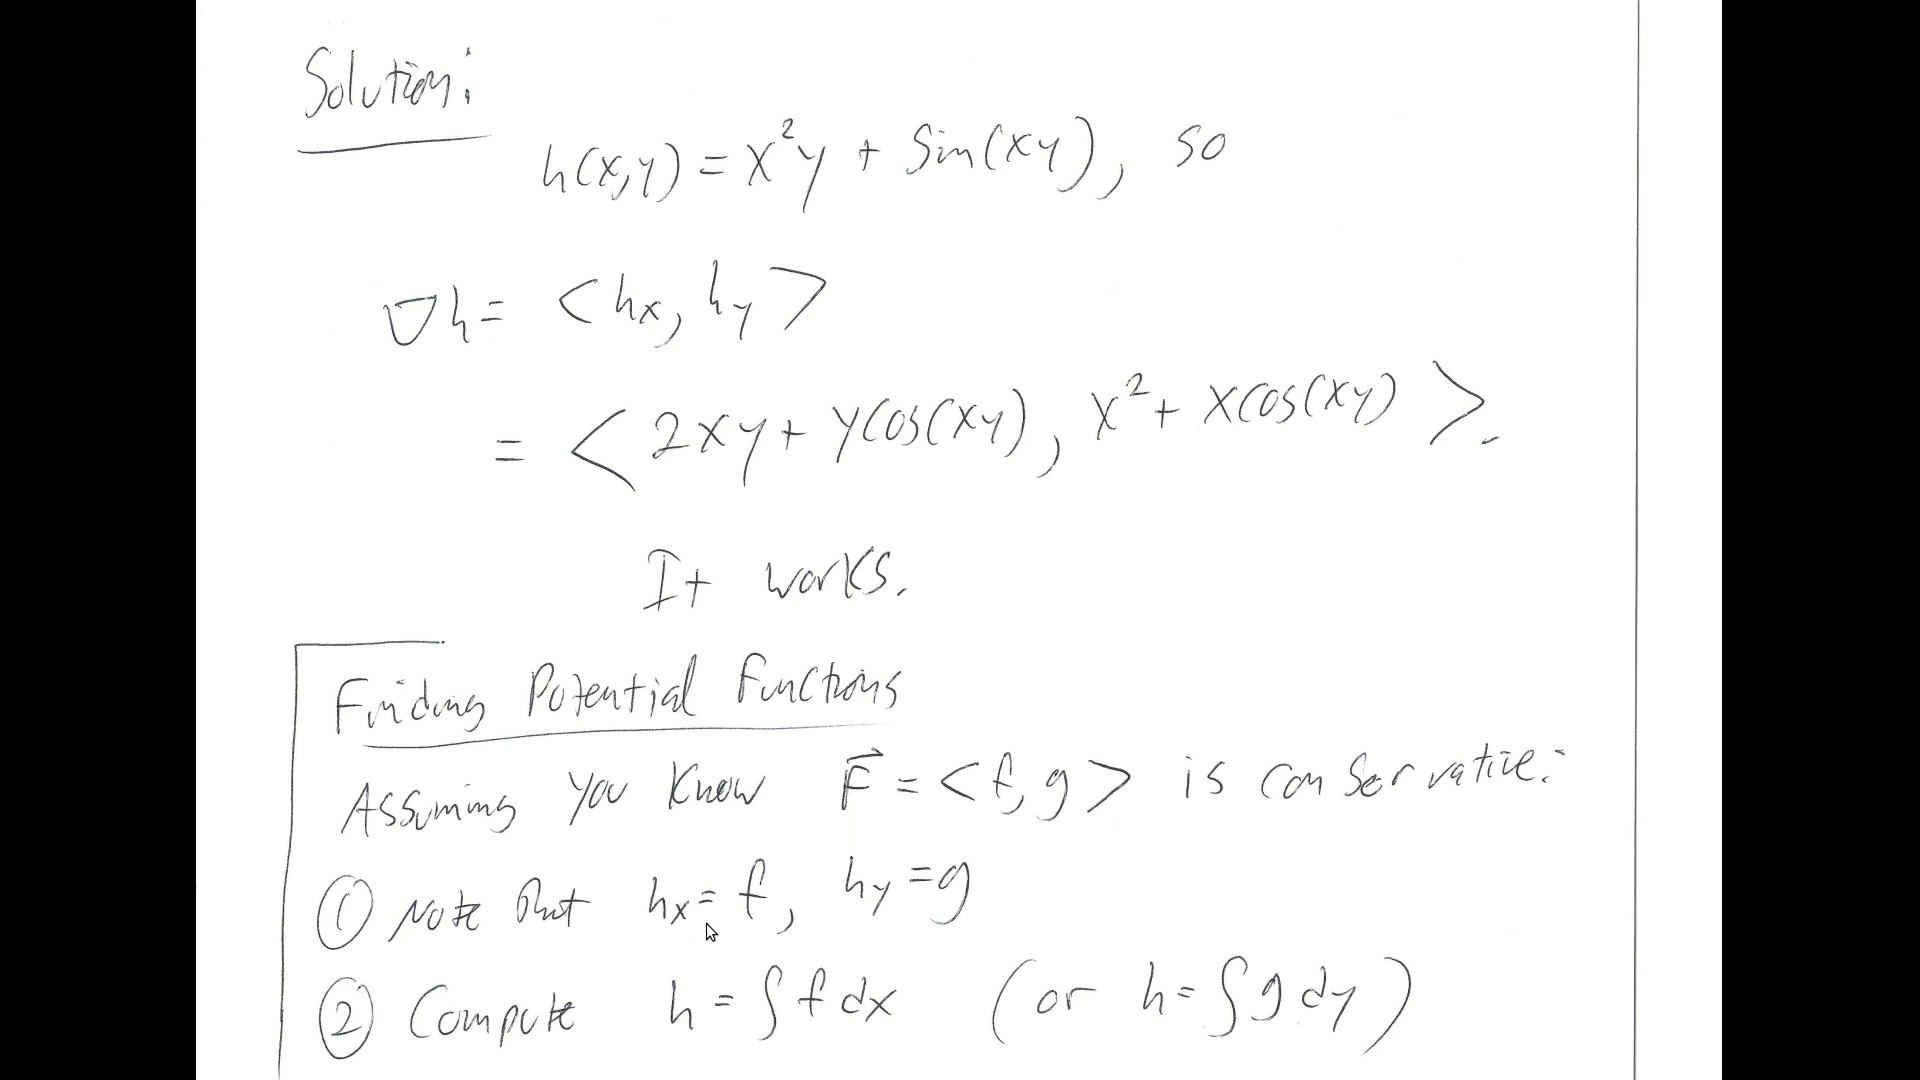 Solution:
h(x,y) = x²y + Sin(xy), so
∇h = <hx, hy>
= <2xy + ycos(xy), x² + xcos(xy)>.
It works.
Finding Potential Functions
Assuming you know F⃗ = <f, g> is conservative:
① Note that hx = f, hy = g
② Compute h = ∫ f dx (or h = ∫ g dy)